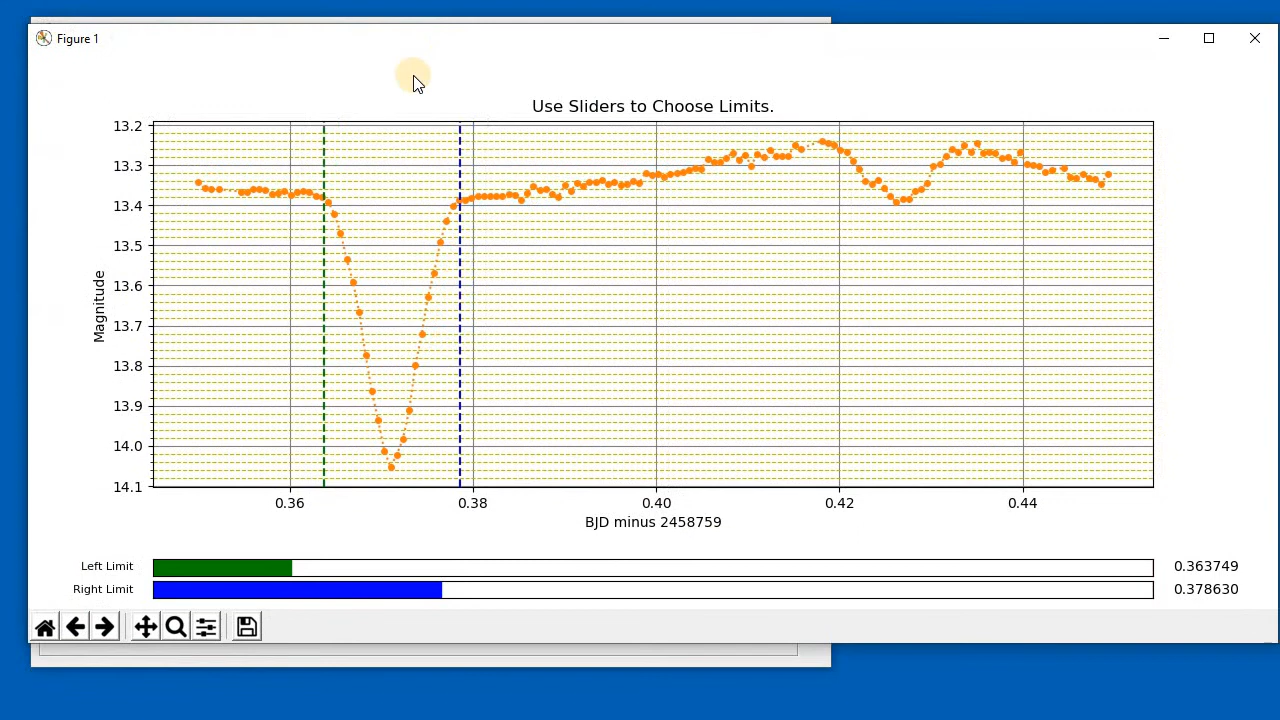 Figure 1
Use Sliders to Choose Limits.
13.2
13.3
13.4
13.5
13.6
13.7
13.8
13.9
14.0
14.1
Magnitude
0.36 0.38 0.40 0.42 0.44
BJD minus 2458759
Left Limit 0.363749
Right Limit 0.378630